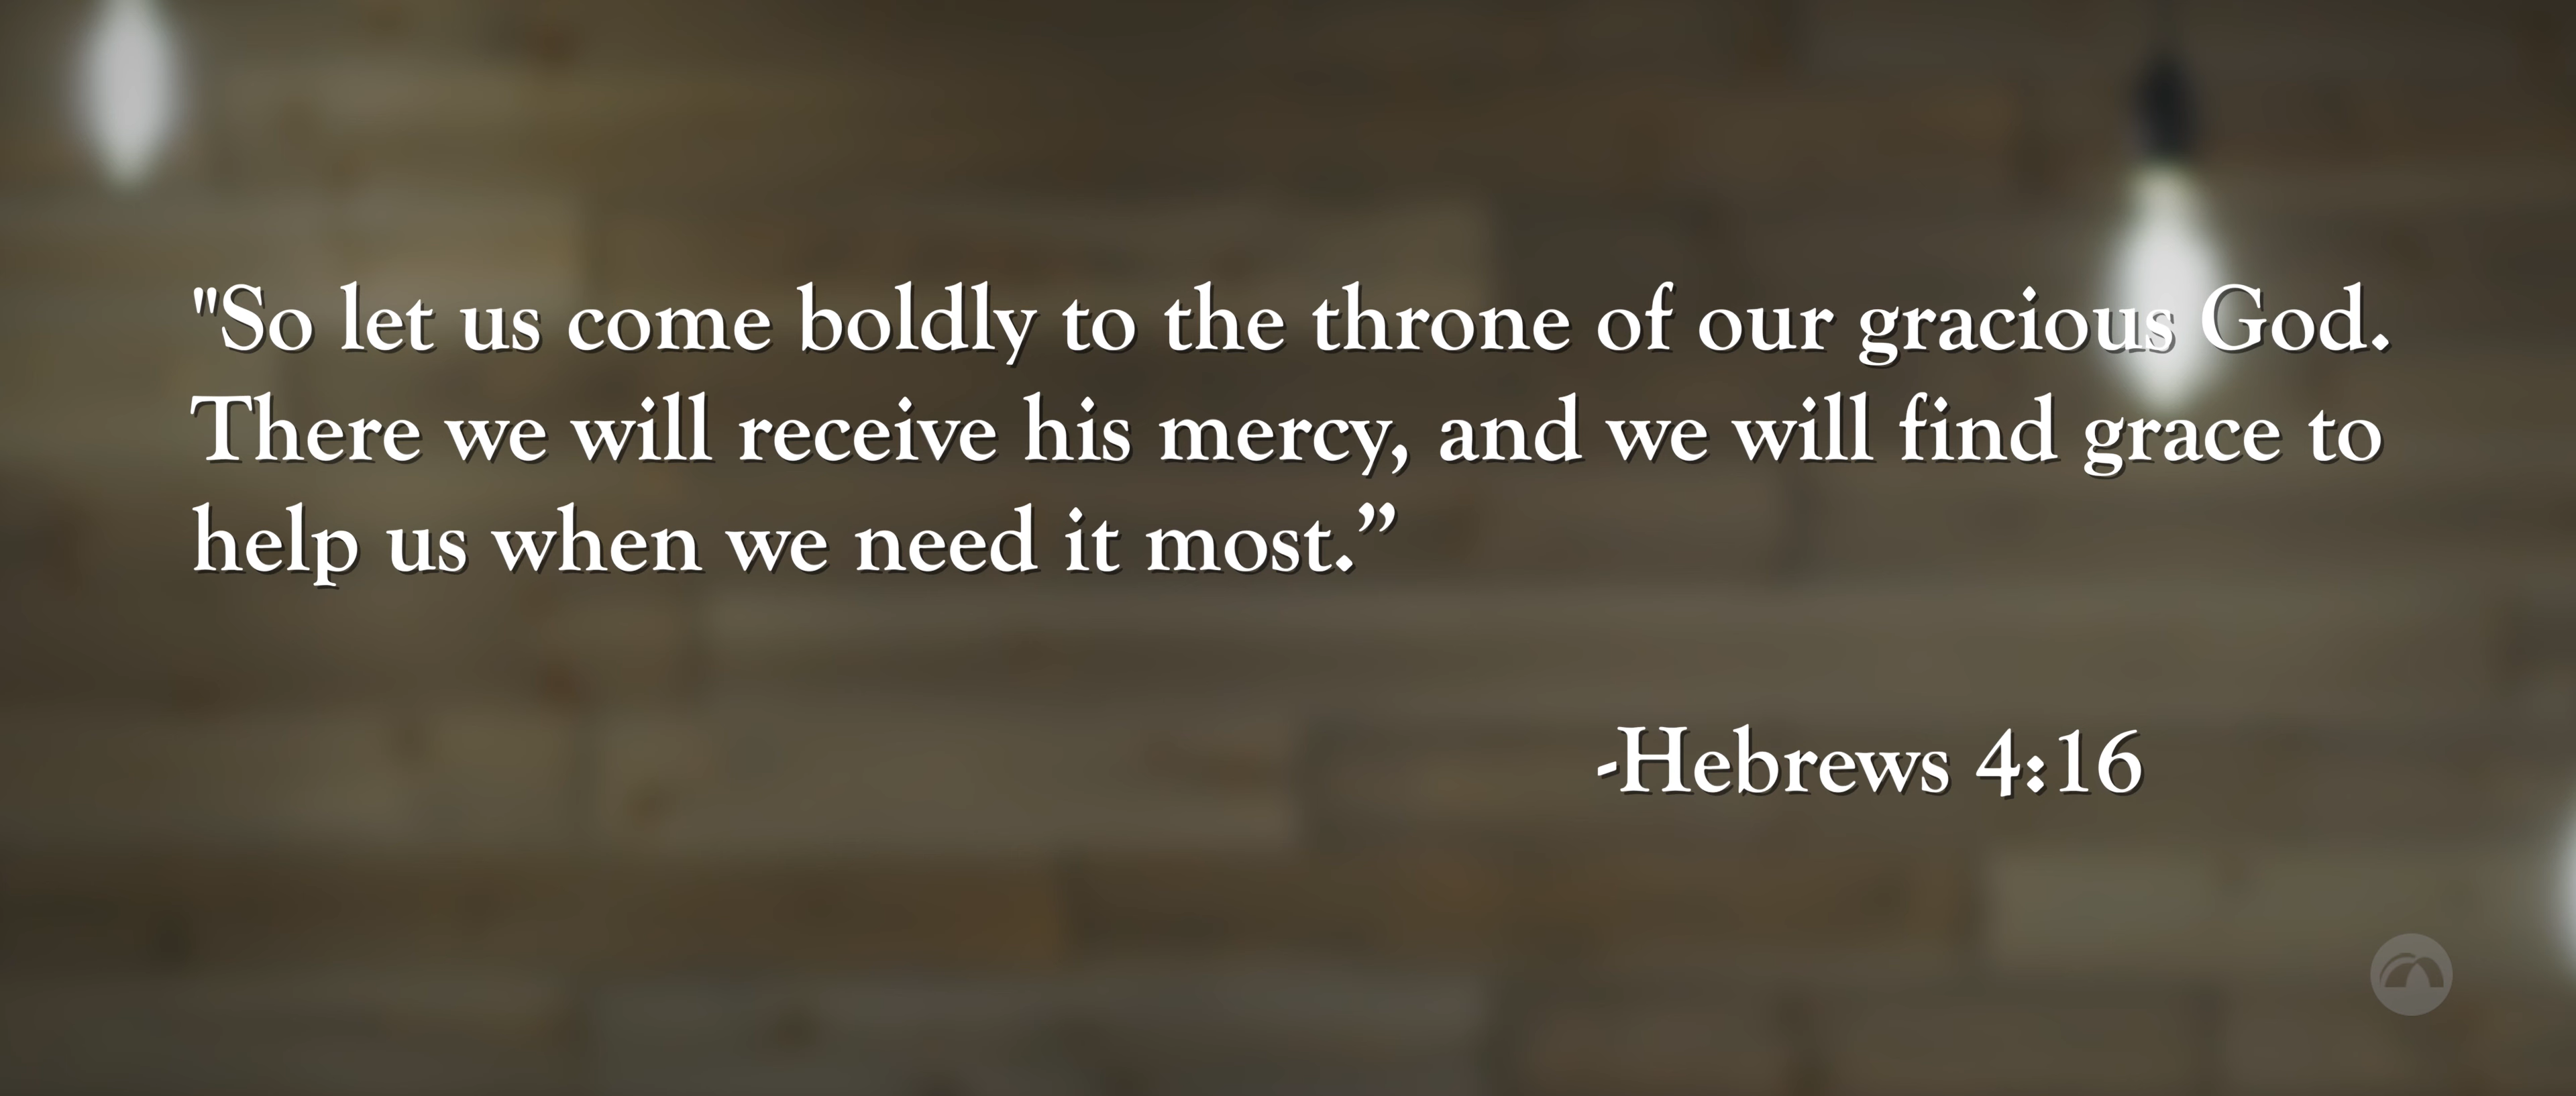 "So let us come boldly to the throne of our gracious God.
There we will receive his mercy, and we will find grace to
help us when we need it most.”
-Hebrews 4:16